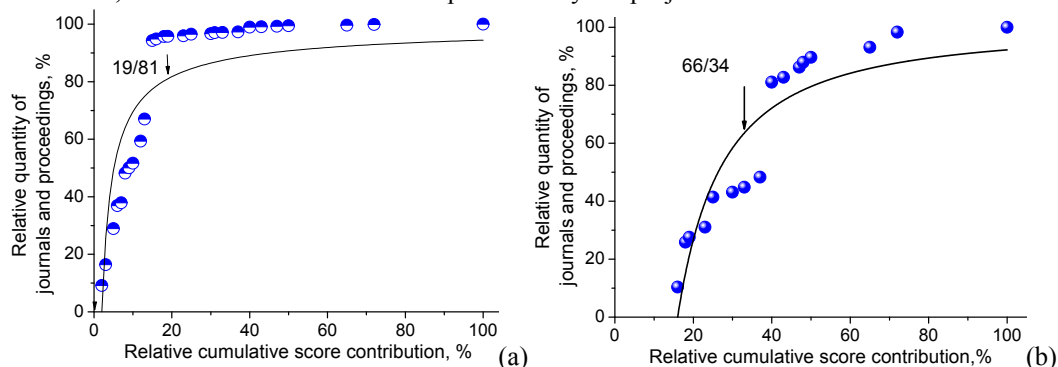 100
80
60
40
20
0
19/81
Relative quantity of
journals and proceedings, %
0 20 40 60 80 100
Relative cumulative score contribution, %
(a)
100
80
60
40
20
0
66/34
Relative quantity of
journals and proceedings, %
0 20 40 60 80 100
Relative cumulative score contribution,%
(b)